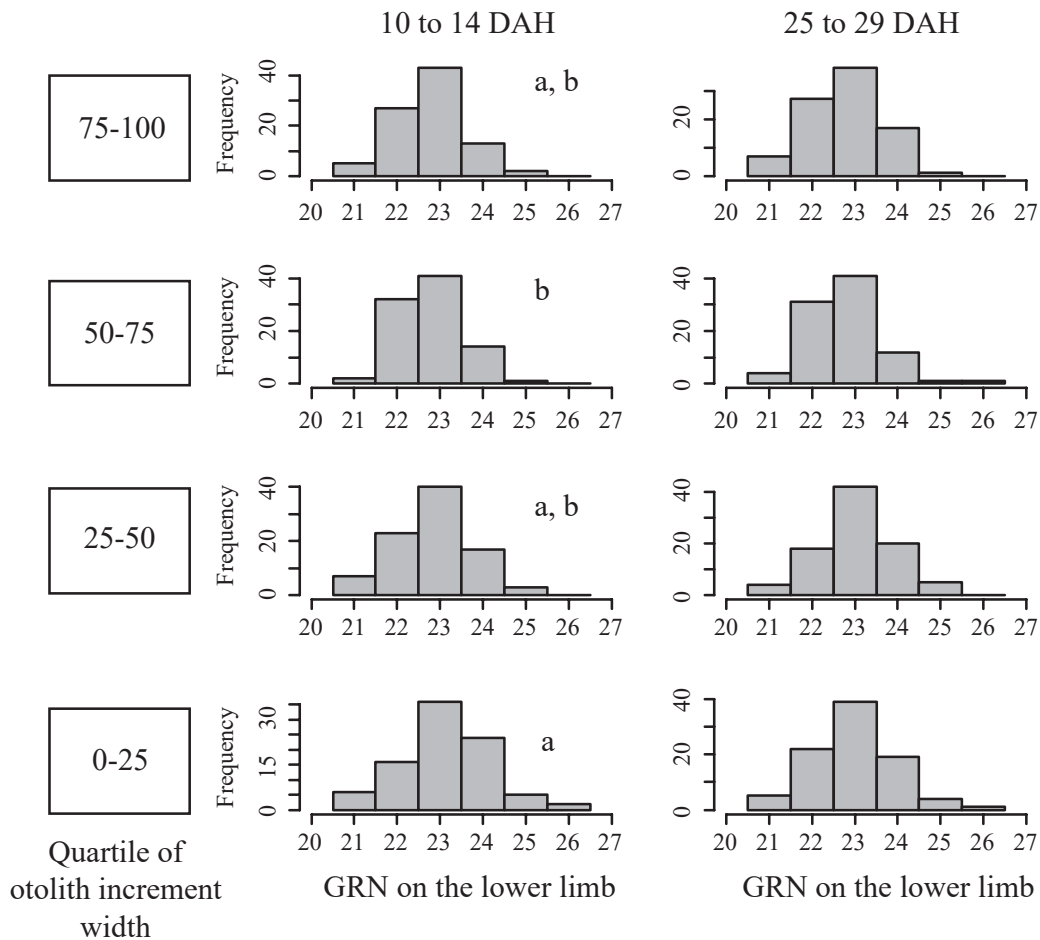 10 to 14 DAH 25 to 29 DAH
75-100
Frequency
0 20 40
a, b
20 21 22 23 24 25 26 27
0 20
20 21 22 23 24 25 26 27
50-75
Frequency
0 20 40
b
20 21 22 23 24 25 26 27
0 20 40
20 21 22 23 24 25 26 27
25-50
Frequency
0 20 40
a, b
20 21 22 23 24 25 26 27
0 20 40
20 21 22 23 24 25 26 27
0-25
Frequency
0 15 30
a
20 21 22 23 24 25 26 27
0 20 40
20 21 22 23 24 25 26 27
Quartile of
otolith increment
width
GRN on the lower limb GRN on the lower limb